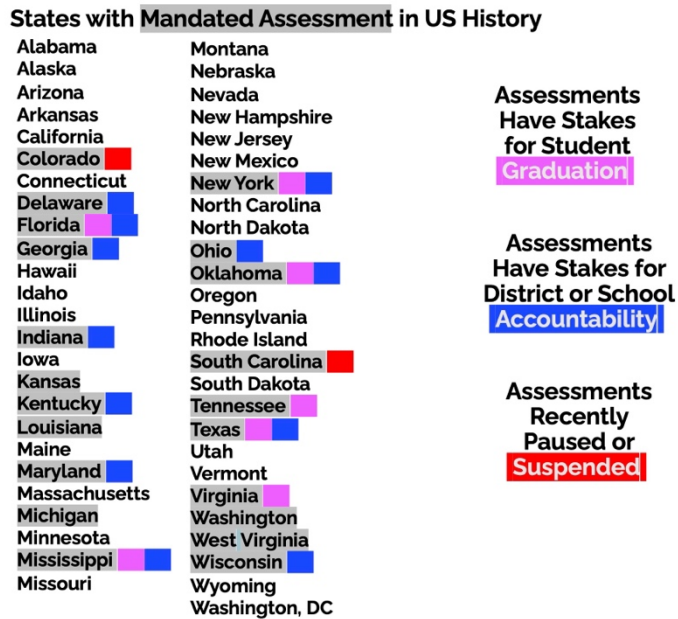 States with Mandated Assessment in US History
Alabama
Alaska
Arizona
Arkansas
California
Colorado
Connecticut
Delaware
Florida
Georgia
Hawaii
Idaho
Illinois
Indiana
Iowa
Kansas
Kentucky
Louisiana
Maine
Maryland
Massachusetts
Michigan
Minnesota
Mississippi
Missouri
Montana
Nebraska
Nevada
New Hampshire
New Jersey
New Mexico
New York
North Carolina
North Dakota
Ohio
Oklahoma
Oregon
Pennsylvania
Rhode Island
South Carolina
South Dakota
Tennessee
Texas
Utah
Vermont
Virginia
Washington
West Virginia
Wisconsin
Wyoming
Washington, DC
Assessments
Have Stakes
for Student
Graduation
Assessments
Have Stakes for
District or School
Accountability
Assessments
Recently
Paused or
Suspended